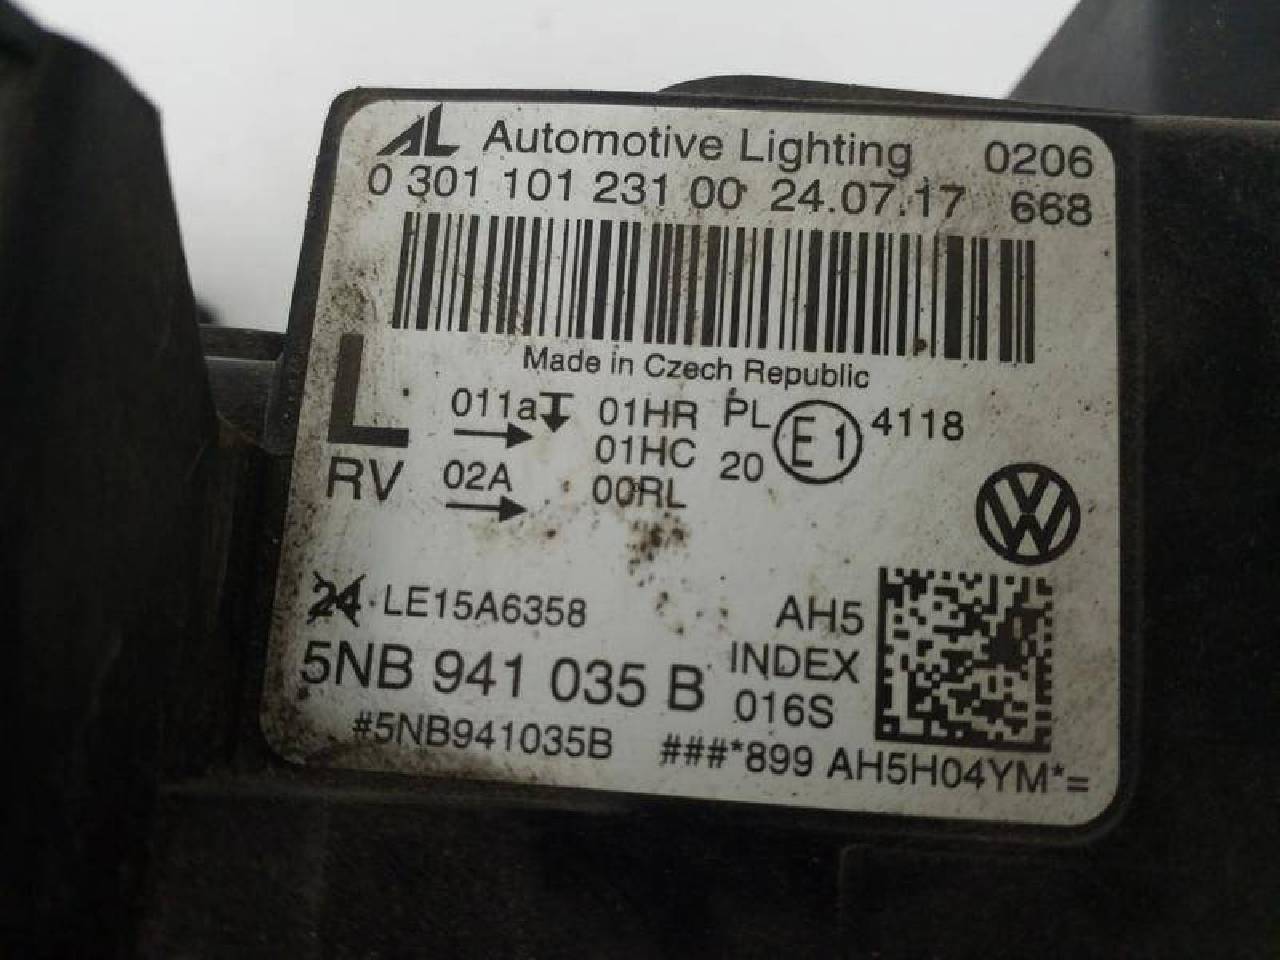 AL Automotive Lighting 0206
0 301 101 231 00 24.07.17 668
Made in Czech Republic
L 011a 01HR PL E1 4118
01HC 20
RV 02A 00RL
24 LE15A6358 AH5
5NB 941 035 B INDEX
016S
#5NB941035B ###*899 AH5H04YM*=